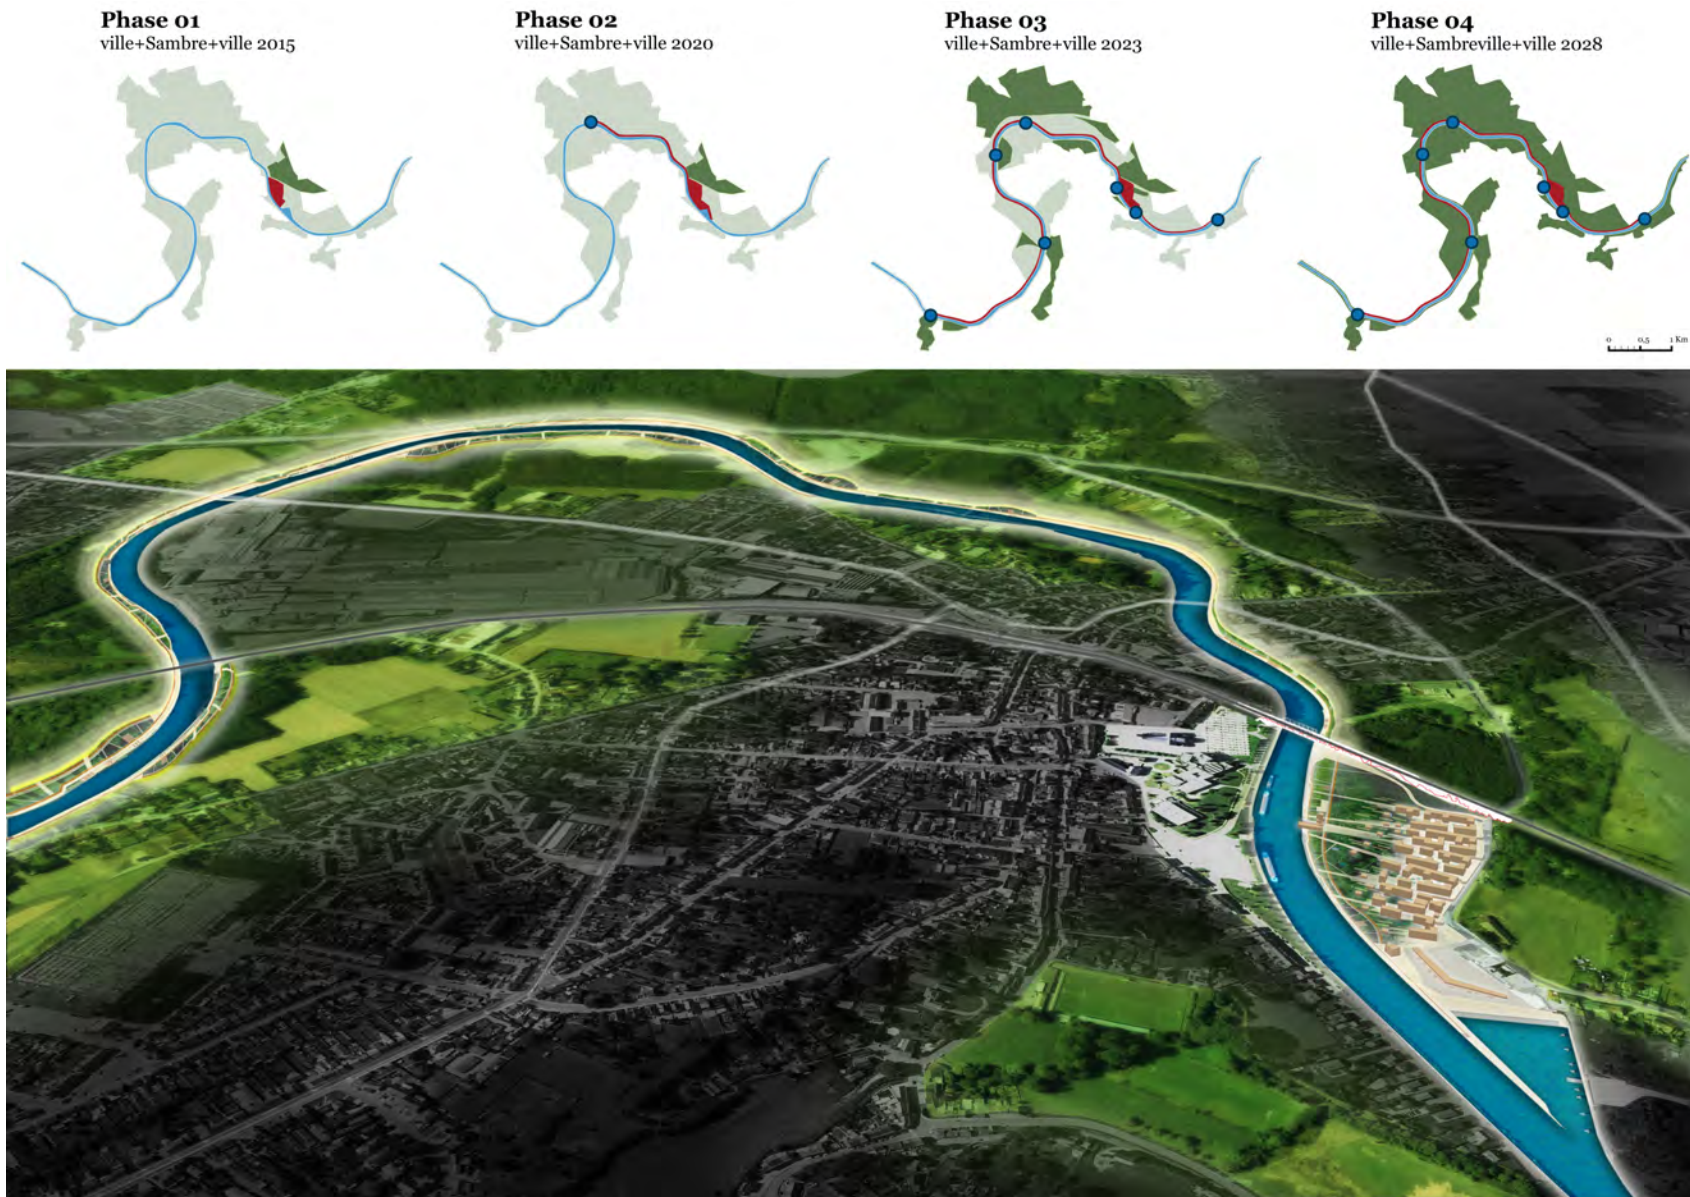 Phase 01
ville+Sambre+ville 2015
Phase 02
ville+Sambre+ville 2020
Phase 03
ville+Sambre+ville 2023
Phase 04
ville+Sambreville+ville 2028
0 0,5 1 Km